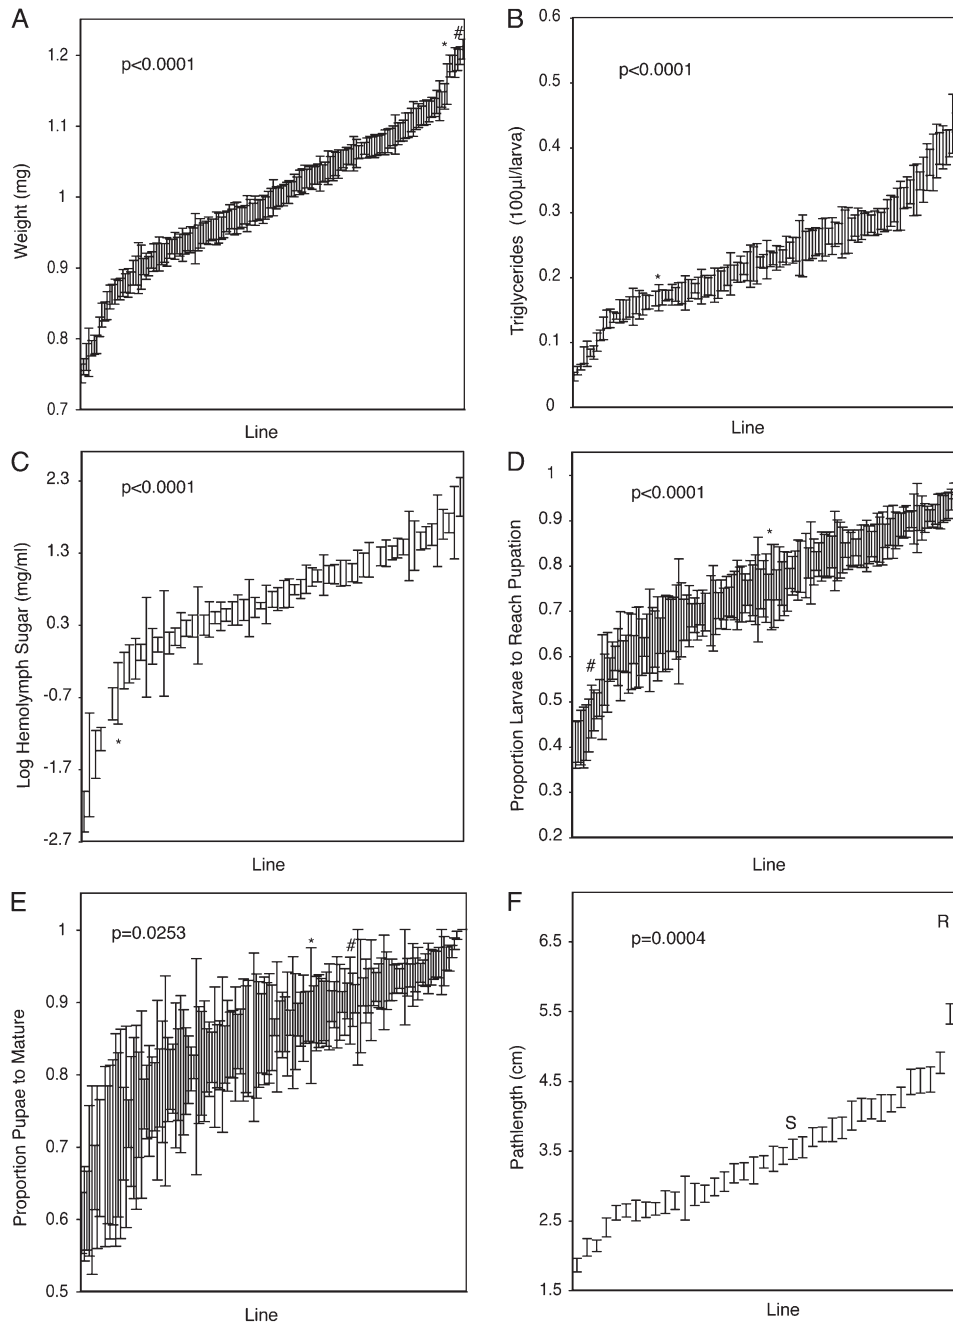 A
Weight (mg)
1.2
1.1
1
0.9
0.8
0.7
p<0.0001
*
#
Line
B
Triglycerides (100µl/larva)
0.6
0.5
0.4
0.3
0.2
0.1
0
p<0.0001
*
Line
C
Log Hemolymph Sugar (mg/ml)
2.3
1.3
0.3
-0.7
-1.7
-2.7
p<0.0001
*
Line
D
Proportion Larvae to Reach Pupation
1
0.9
0.8
0.7
0.6
0.5
0.4
0.3
0.2
p<0.0001
#
*
Line
E
Proportion Pupae to Mature
1
0.9
0.8
0.7
0.6
0.5
p=0.0253
*
#
Line
F
Pathlength (cm)
6.5
5.5
4.5
3.5
2.5
1.5
p=0.0004
S
R
Line